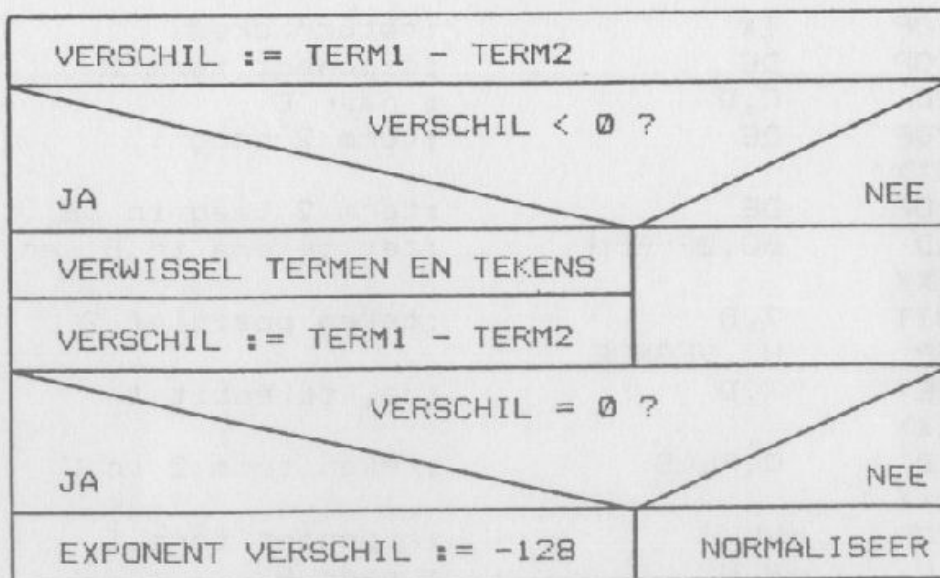 VERSCHIL := TERM1 - TERM2
VERSCHIL < 0 ?
JA NEE
VERWISSEL TERMEN EN TEKENS
VERSCHIL := TERM1 - TERM2
VERSCHIL = 0 ?
JA NEE
EXPONENT VERSCHIL := -128 NORMALISEER